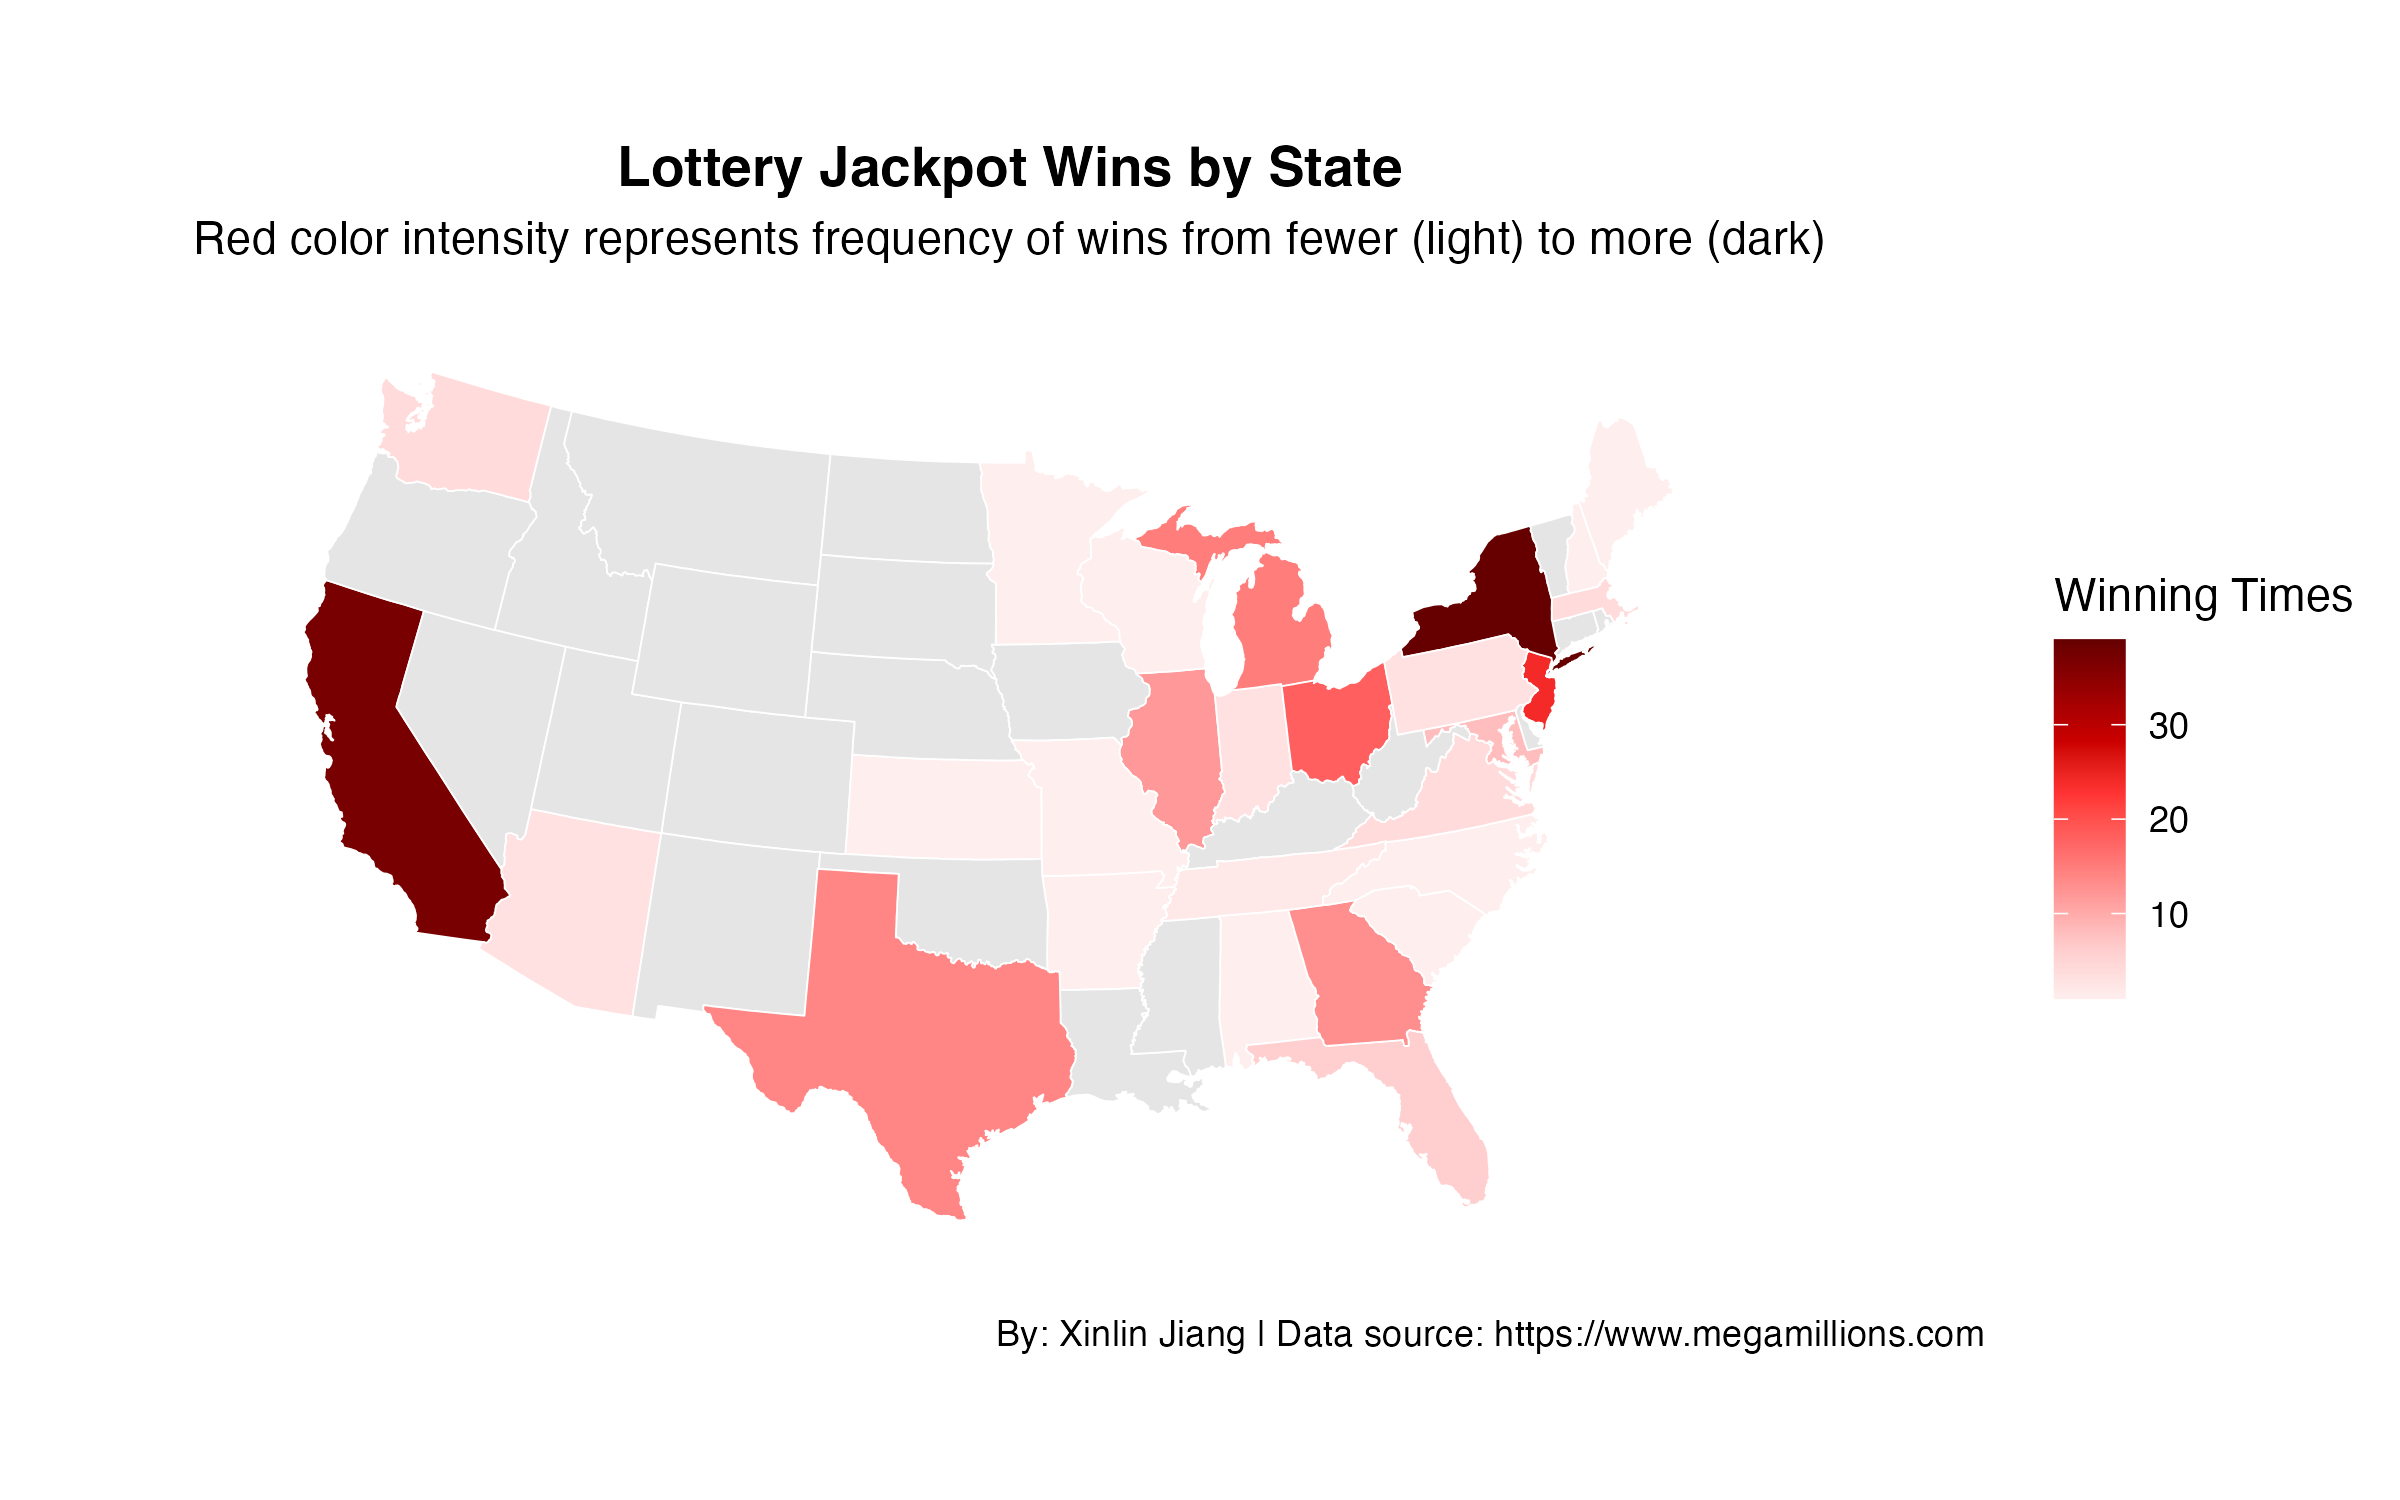 Lottery Jackpot Wins by State
Red color intensity represents frequency of wins from fewer (light) to more (dark)
Winning Times
30
20
10
By: Xinlin Jiang | Data source: https://www.megamillions.com